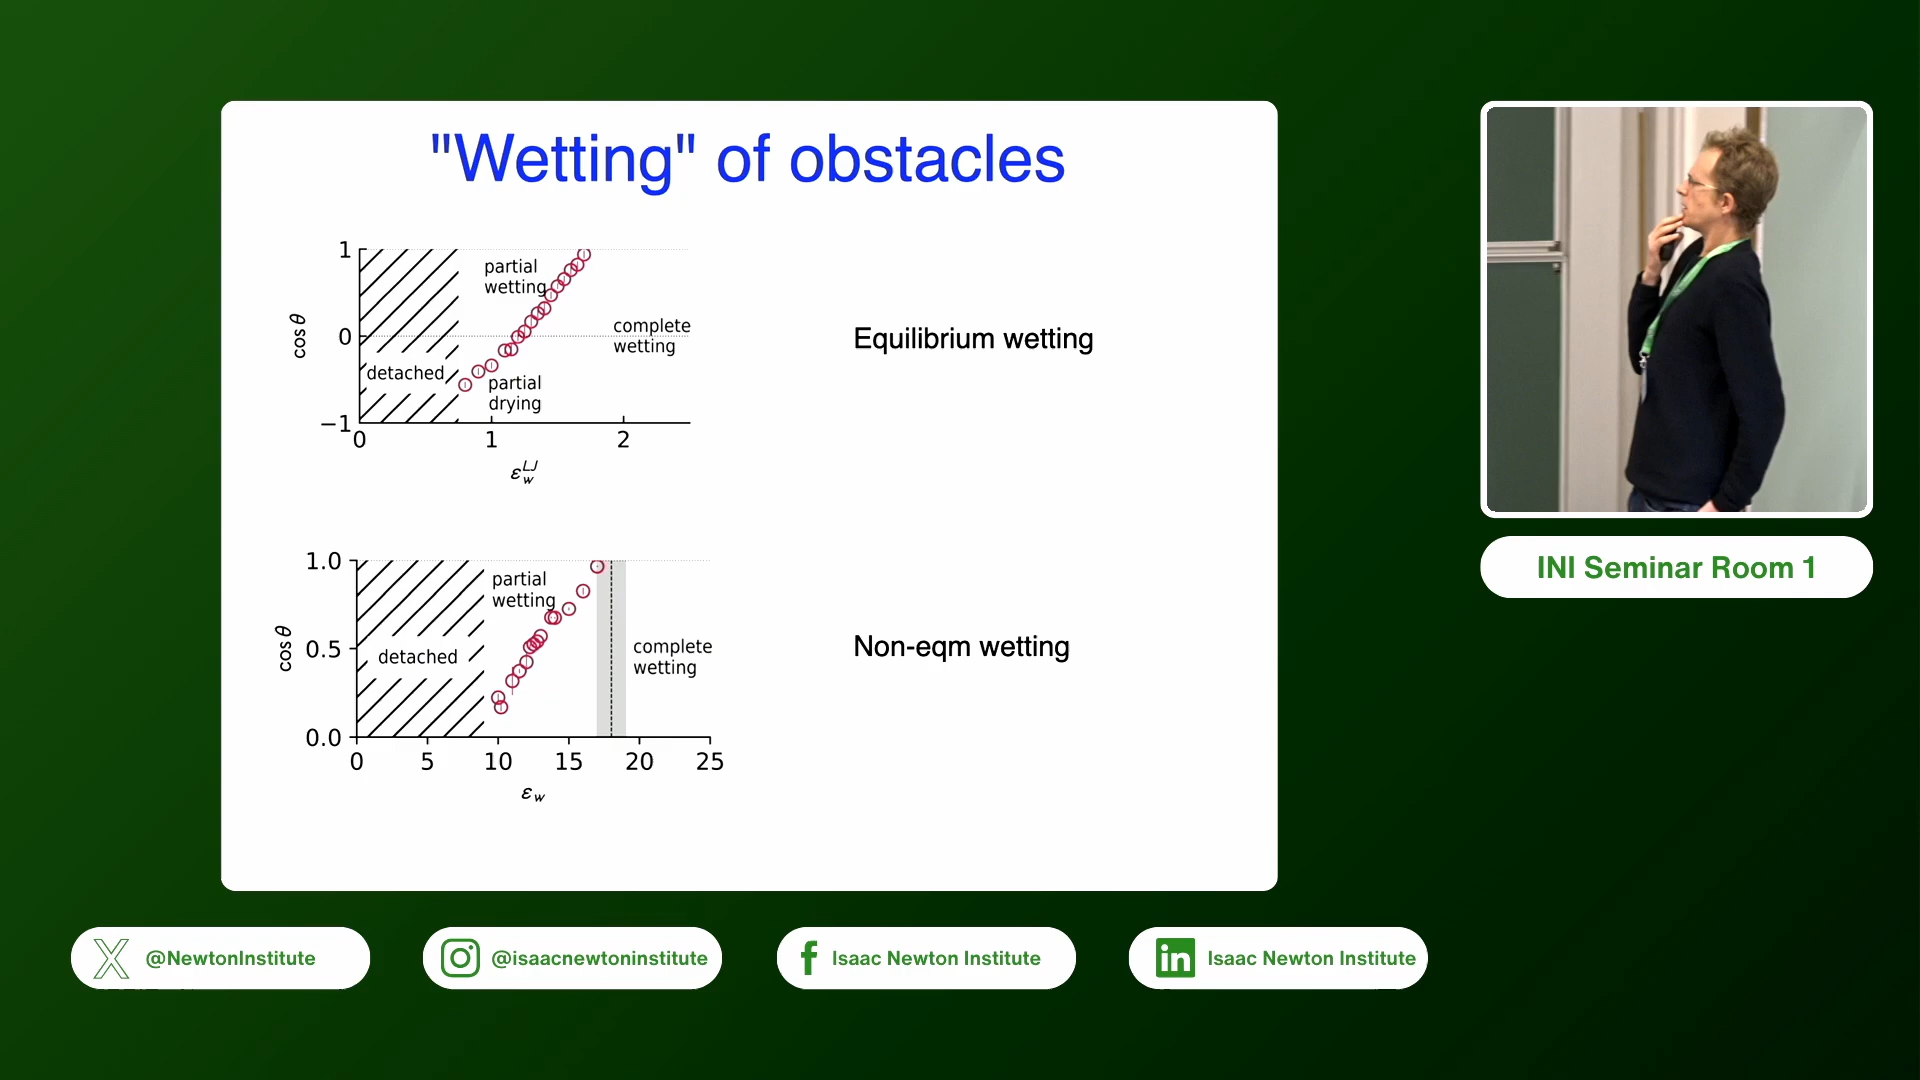 "Wetting" of obstacles
1
0
−1
cos θ
partial
wetting
complete
wetting
detached
partial
drying
0 1 2
ε_w^{LJ}
Equilibrium wetting
1.0
0.5
0.0
cos θ
partial
wetting
detached
complete
wetting
0 5 10 15 20 25
ε_w
Non-eqm wetting
INI Seminar Room 1
@NewtonInstitute
@isaacnewtoninstitute
Isaac Newton Institute
Isaac Newton Institute